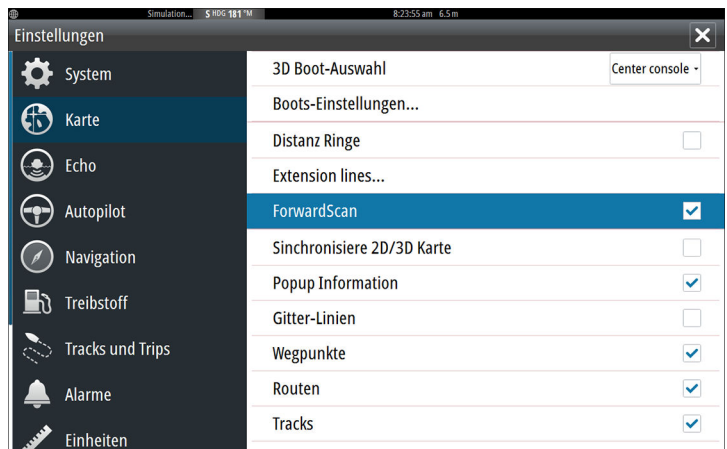 Simulation... S HDG 181 °M 8:23:55 am 6.5 m
Einstellungen
System
Karte
Echo
Autopilot
Navigation
Treibstoff
Tracks und Trips
Alarme
Einheiten
3D Boot-Auswahl Center console
Boots-Einstellungen...
Distanz Ringe
Extension lines...
ForwardScan
Sinchronisiere 2D/3D Karte
Popup Information
Gitter-Linien
Wegpunkte
Routen
Tracks